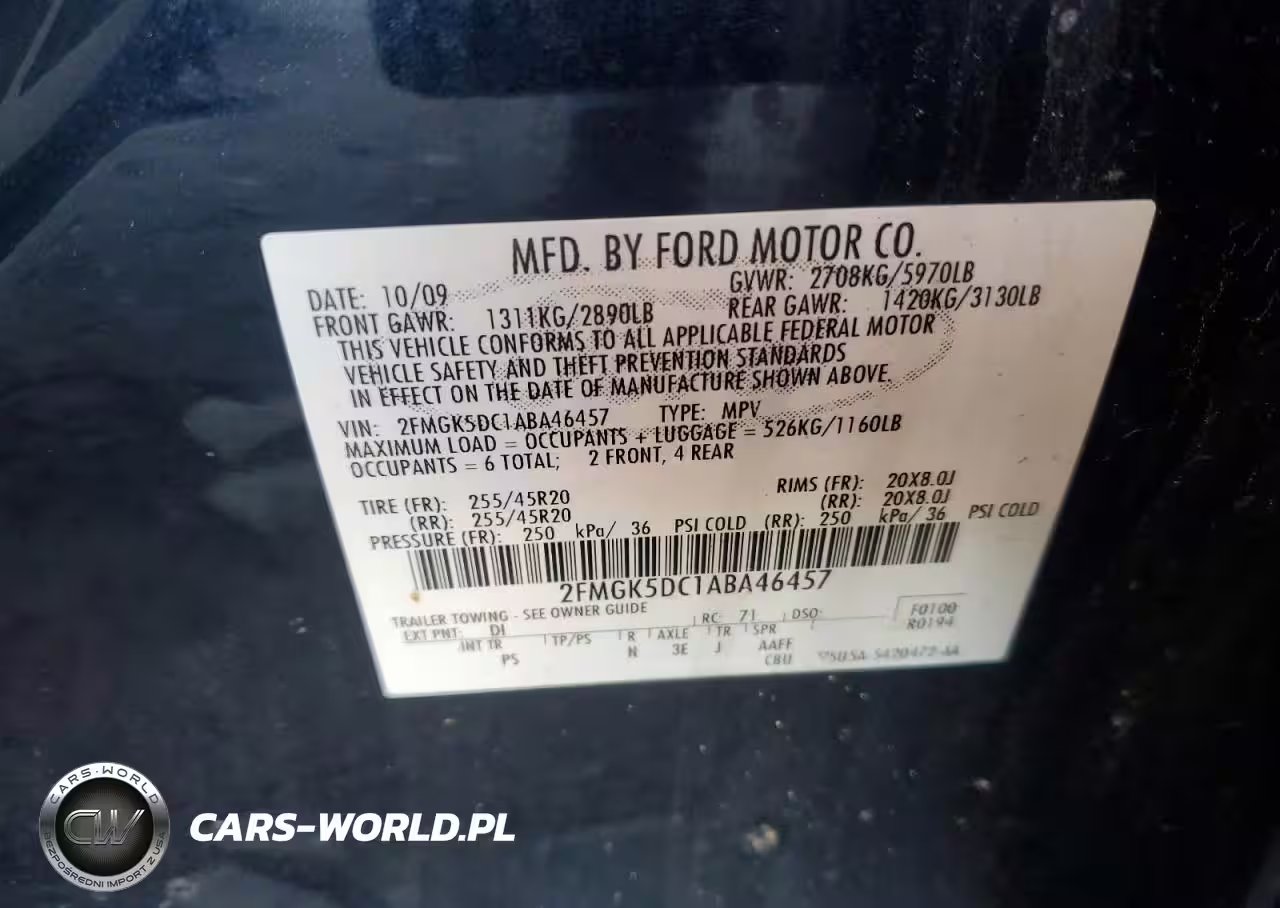 MFD. BY FORD MOTOR CO.
DATE: 10/09 GVWR: 2708KG/5970LB
FRONT GAWR: 1311KG/2890LB REAR GAWR: 1420KG/3130LB
THIS VEHICLE CONFORMS TO ALL APPLICABLE FEDERAL MOTOR
VEHICLE SAFETY AND THEFT PREVENTION STANDARDS
IN EFFECT ON THE DATE OF MANUFACTURE SHOWN ABOVE.
VIN: 2FMGK5DC1ABA46457 TYPE: MPV
MAXIMUM LOAD = OCCUPANTS + LUGGAGE = 526KG/1160LB
OCCUPANTS = 6 TOTAL; 2 FRONT, 4 REAR
TIRE (FR): 255/45R20 RIMS (FR): 20X8.0J
(RR): 255/45R20 (RR): 20X8.0J
PRESSURE (FR): 250 kPa/ 36 PSI COLD (RR): 250 kPa/ 36 PSI COLD
2FMGK5DC1ABA46457
TRAILER TOWING - SEE OWNER GUIDE
EXT PNT: DI RC: 71 DSO: F0100
R0194
INT TR TP/PS R AXLE TR SPR
PS N 3E J AAFF
CBU
CARS-WORLD
CW
BEZPOŚREDNI IMPORT Z USA
CARS-WORLD.PL